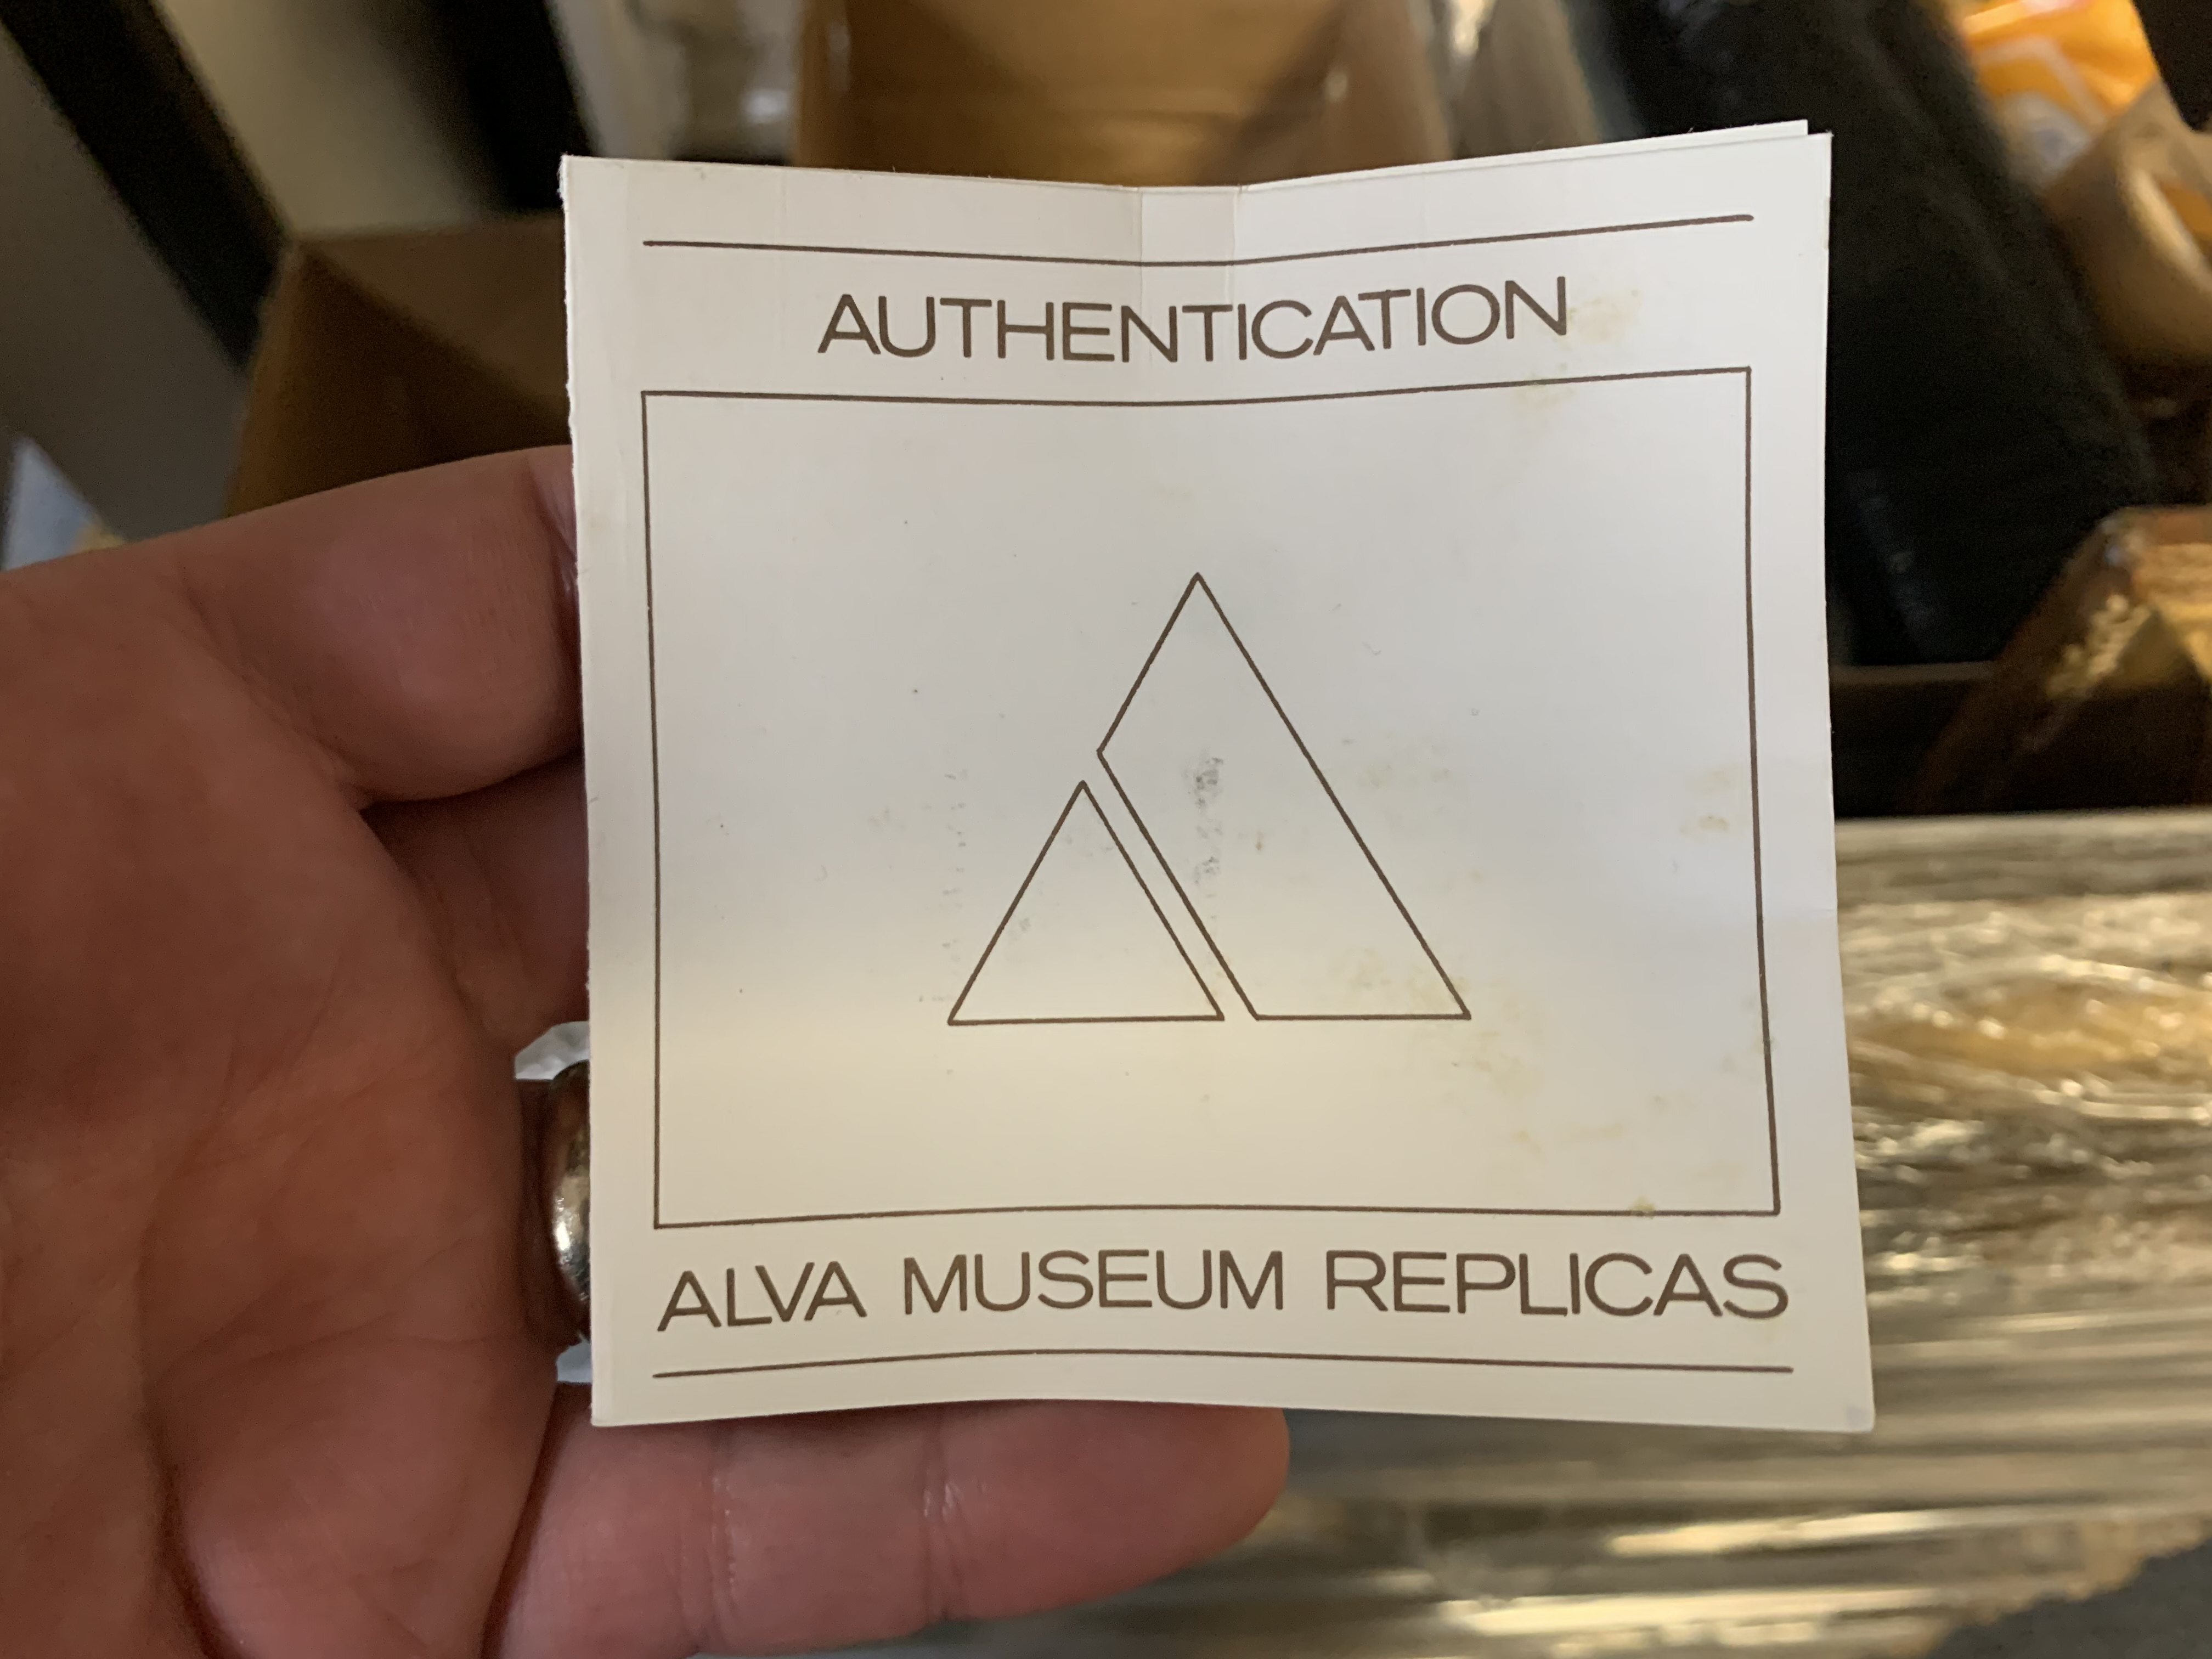 AUTHENTICATION
ALVA MUSEUM REPLICAS